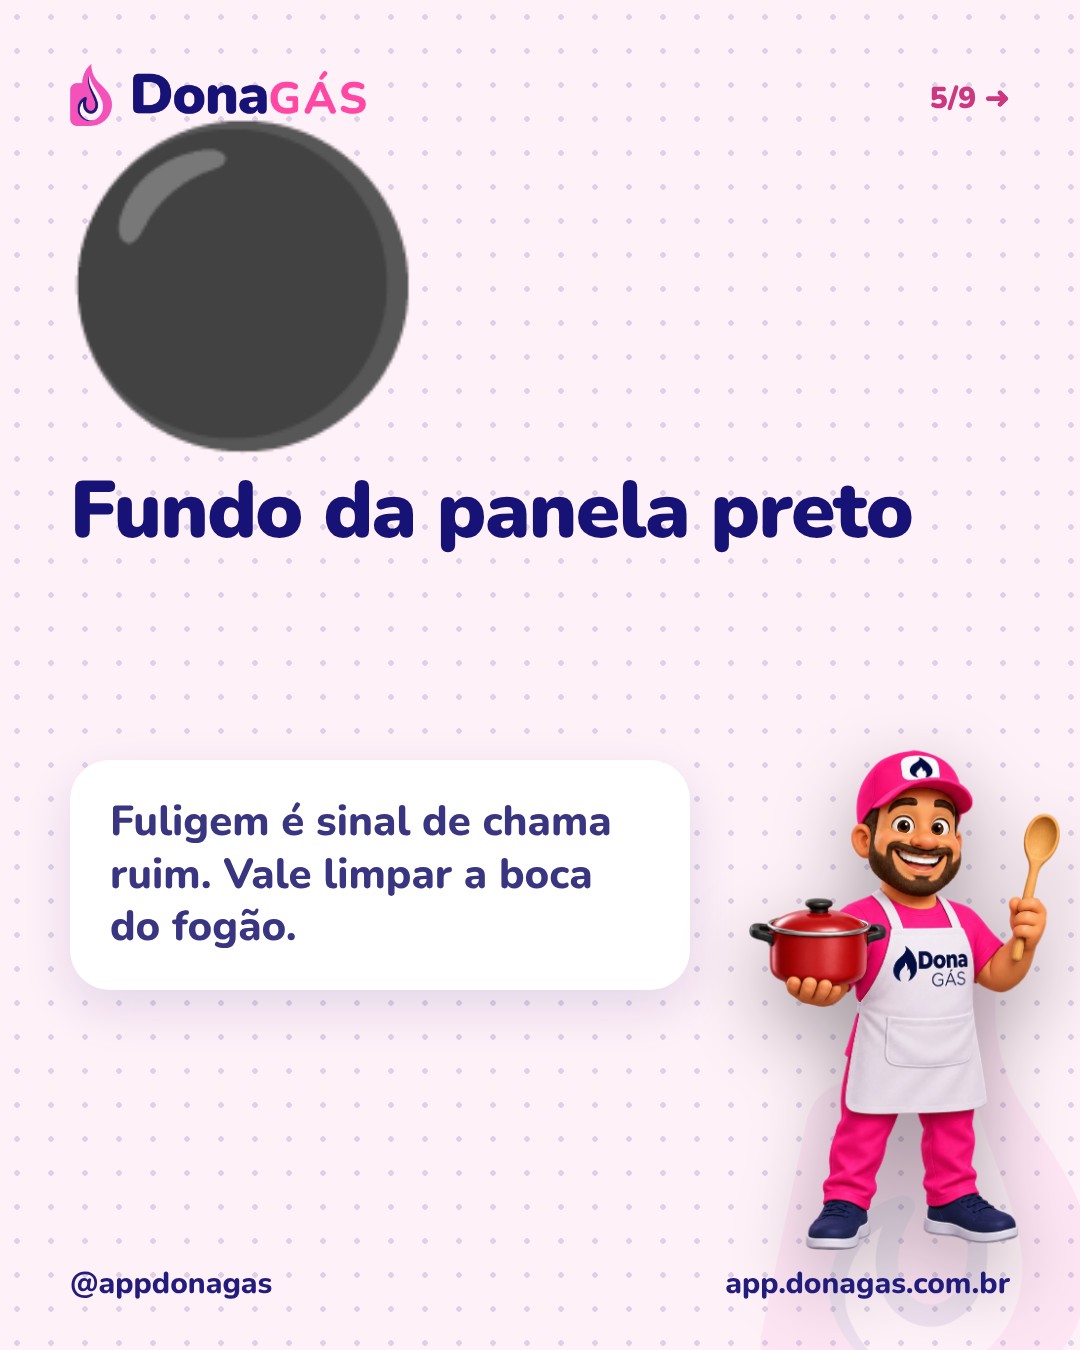 DonaGÁS
5/9 →
Fundo da panela preto
Fuligem é sinal de chama
ruim. Vale limpar a boca
do fogão.
Dona
GÁS
@appdonagas
app.donagas.com.br